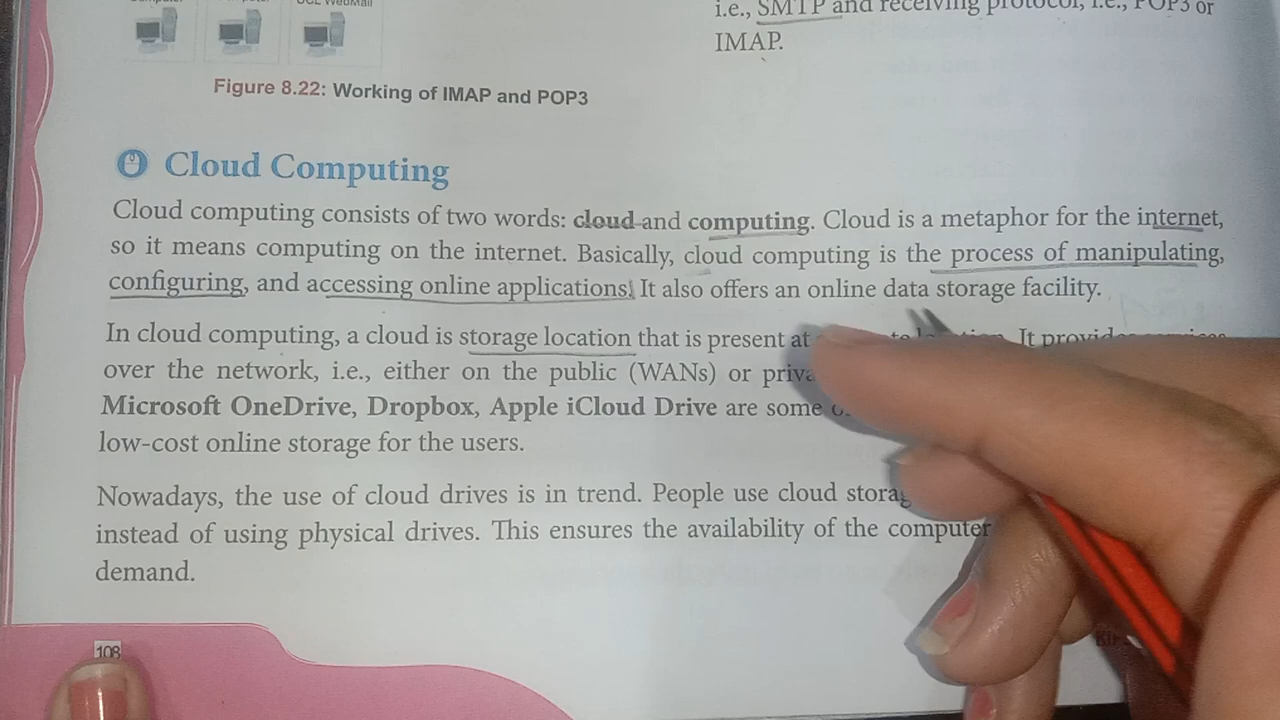 UCL WebMail
i.e., SMTP and receiving protocol, i.e., POP3 or
IMAP.
Figure 8.22: Working of IMAP and POP3
Cloud Computing
Cloud computing consists of two words: cloud and computing. Cloud is a metaphor for the internet,
so it means computing on the internet. Basically, cloud computing is the process of manipulating,
configuring, and accessing online applications. It also offers an online data storage facility.
In cloud computing, a cloud is storage location that is present at It provides services
over the network, i.e., either on the public (WANs) or
Microsoft OneDrive, Dropbox, Apple iCloud Drive are some
low-cost online storage for the users.
Nowadays, the use of cloud drives is in trend. People use cloud
instead of using physical drives. This ensures the availability of the computer
demand.
108